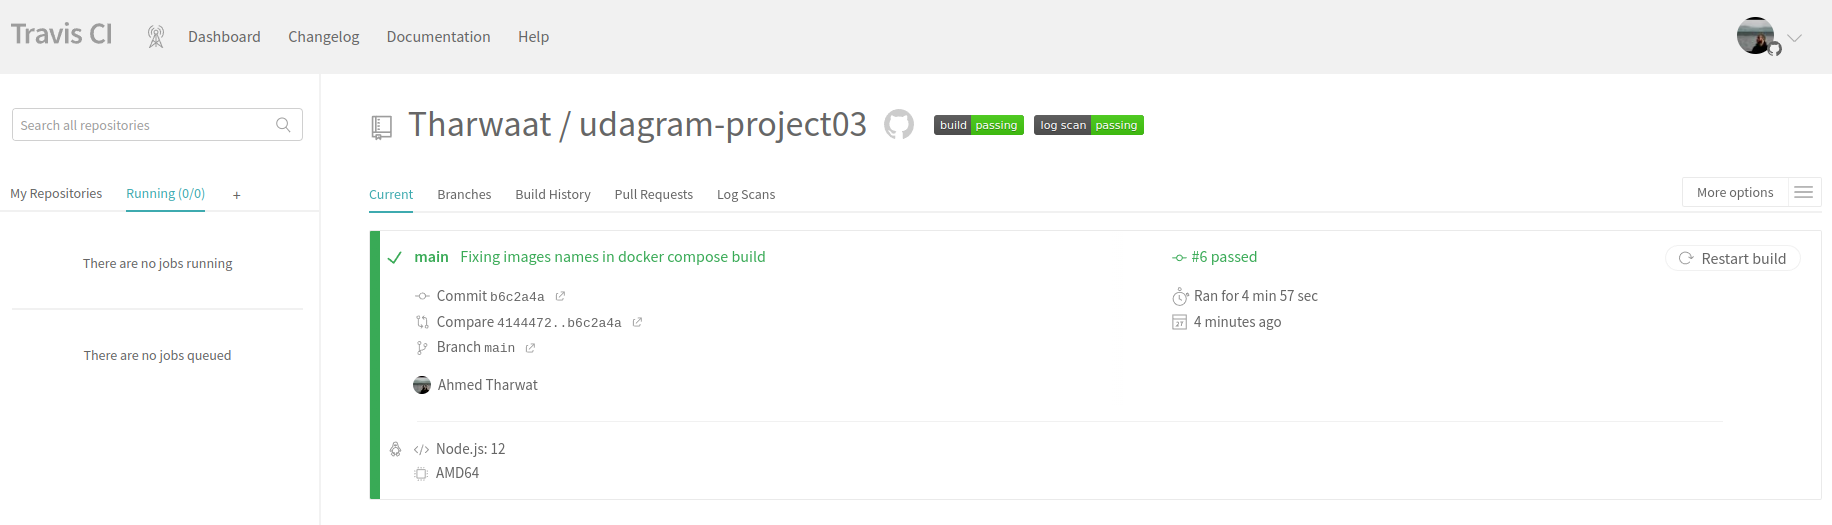 Travis CI
Dashboard Changelog Documentation Help
Search all repositories
My Repositories Running (0/0) +
There are no jobs running
There are no jobs queued
Tharwaat / udagram-project03 build passing log scan passing
Current Branches Build History Pull Requests Log Scans More options
main Fixing images names in docker compose build
Commit b6c2a4a
Compare 4144472..b6c2a4a
Branch main
Ahmed Tharwat
#6 passed
Ran for 4 min 57 sec
27 4 minutes ago
Restart build
</> Node.js: 12
AMD64